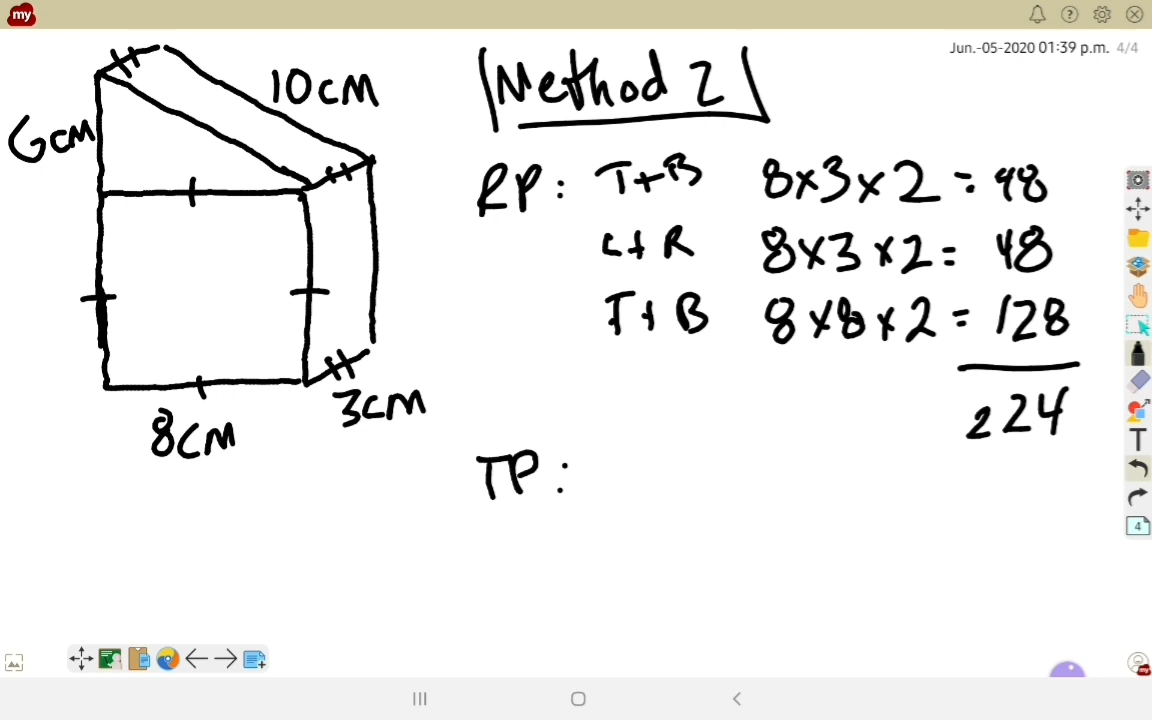 my
Jun.-05-2020 01:39 p.m. 4/4
Method 2
10cm
6cm
RP: T+B 8x3x2 = 48
L+R 8x3x2 = 48
T+B 8x8x2 = 128
224
3cm
8cm
TP:
T
4